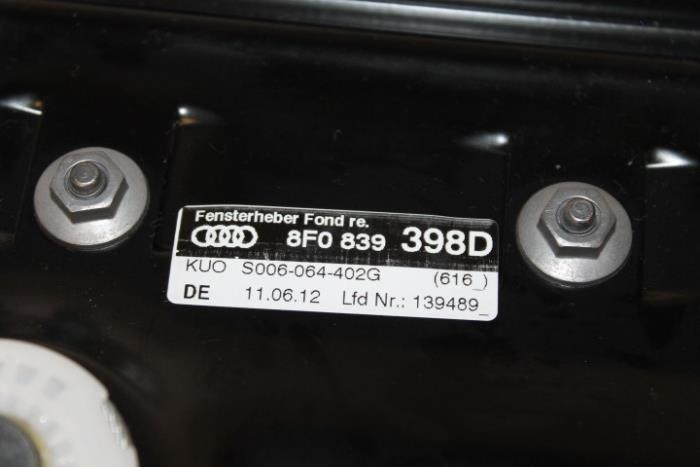 Fensterheber Fond re.
8F0 839 398D
KUO S006-064-402G (616_)
DE 11.06.12 Lfd Nr.: 139489_